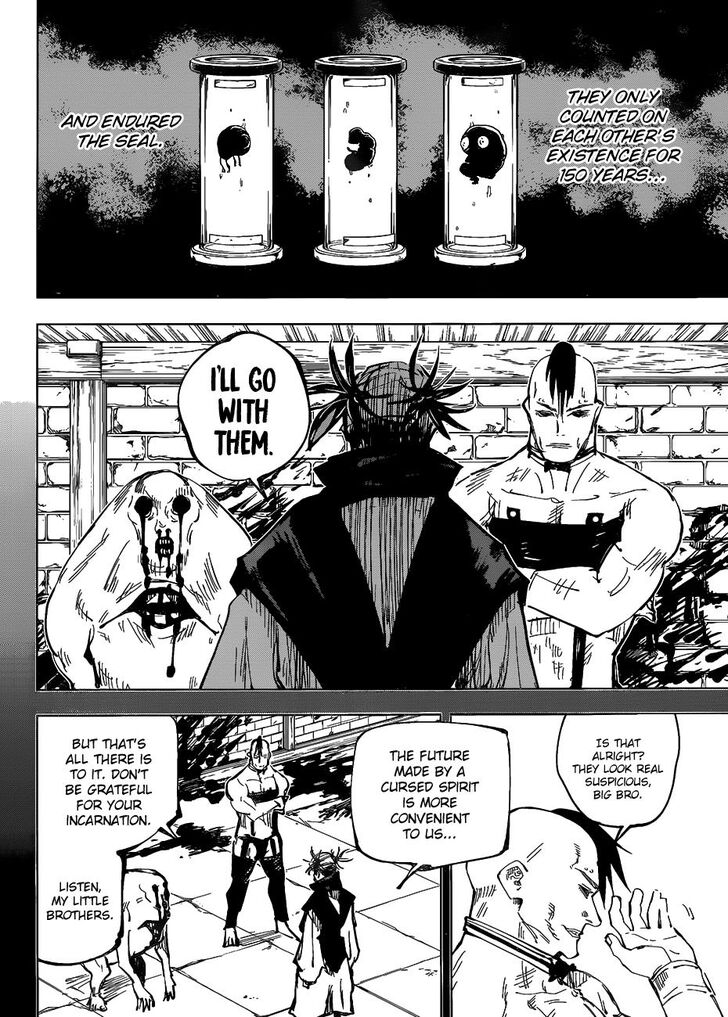 THEY ONLY
COUNTED ON
EACH OTHER'S
EXISTENCE FOR
150 YEARS...
AND ENDURED
THE SEAL.
I'LL GO
WITH
THEM.
IS THAT
ALRIGHT?
THEY LOOK REAL
SUSPICIOUS,
BIG BRO.
THE FUTURE
MADE BY A
CURSED SPIRIT
IS MORE
CONVENIENT
TO US...
BUT THAT'S
ALL THERE IS
TO IT. DON'T
BE GRATEFUL
FOR YOUR
INCARNATION.
LISTEN,
MY LITTLE
BROTHERS.